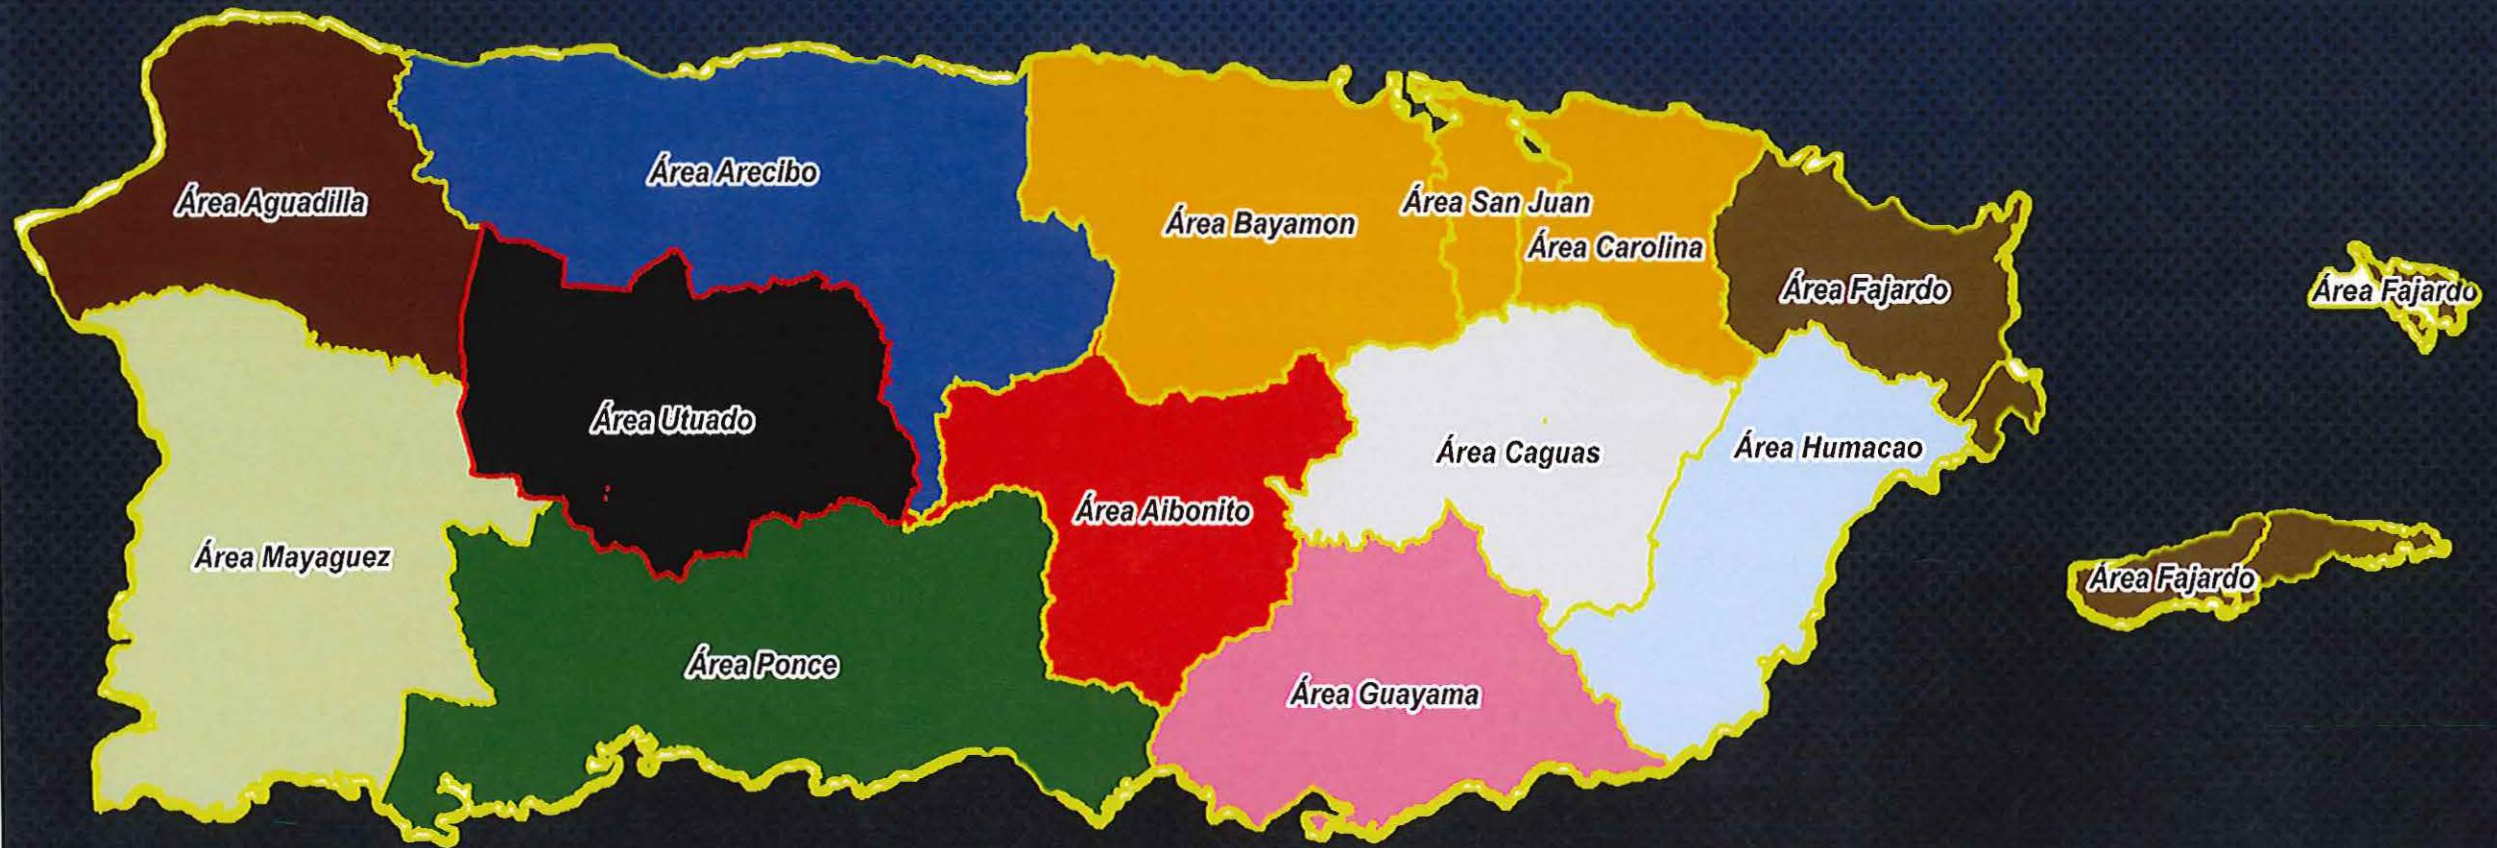 Área Arecibo
Área Aguadilla
Área Bayamon
Área San Juan
Área Carolina
Área Fajardo
Área Fajardo
Área Utuado
Área Caguas
Área Humacao
Área Aibonito
Área Mayaguez
Área Fajardo
Área Ponce
Área Guayama